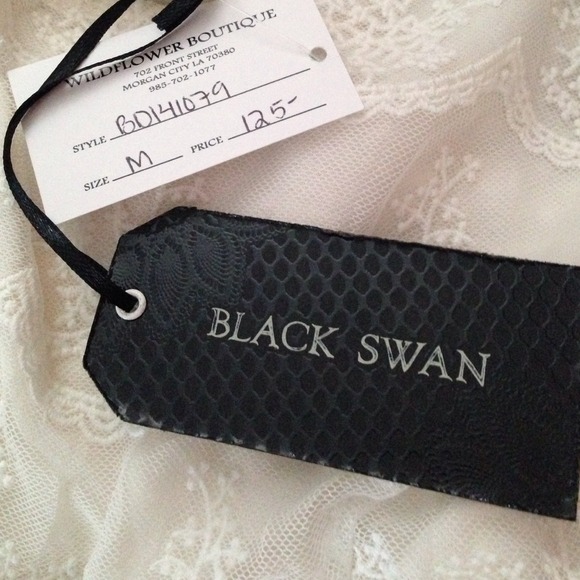 WILDFLOWER BOUTIQUE
702 FRONT STREET
MORGAN CITY LA 70380
985-702-1077
STYLE BD141079
SIZE M PRICE 125-
BLACK SWAN